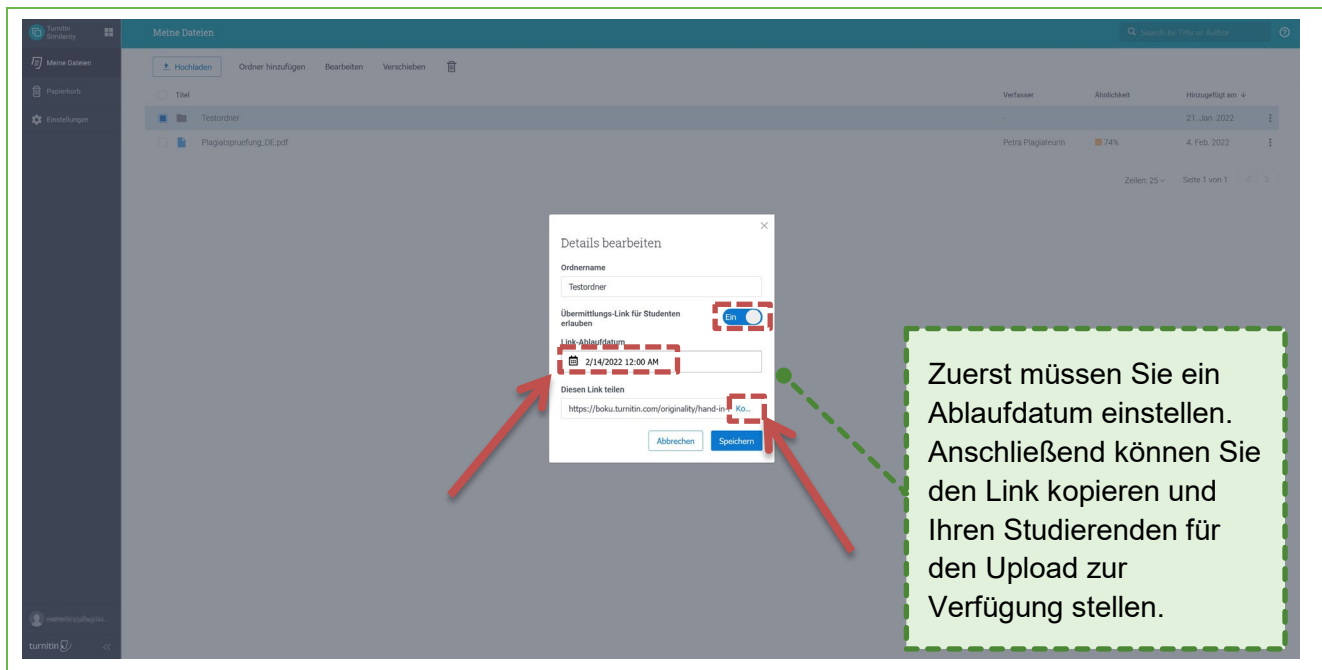 Turnitin
Similarity
Meine Dateien
Search by Title or Author
Meine Dateien
Hochladen Ordner hinzufügen Bearbeiten Verschieben
Papierkorb
Titel Verfasser Ähnlichkeit Hinzugefügt am
Einstellungen
Testordner - 21. Jan. 2022
Plagiatspruefung_DE.pdf Petra Plagiateurin 74% 4. Feb. 2022
Zeilen: 25 Seite 1 von 1 < >
Details bearbeiten
Ordnername
Testordner
Übermittlungs-Link für Studenten
erlauben
Ein
Link-Ablaufdatum
2/14/2022 12:00 AM
Diesen Link teilen
https://boku.turnitin.com/originality/hand-in- Ko...
Abbrechen Speichern
Zuerst müssen Sie ein
Ablaufdatum einstellen.
Anschließend können Sie
den Link kopieren und
Ihren Studierenden für
den Upload zur
Verfügung stellen.
turnitin